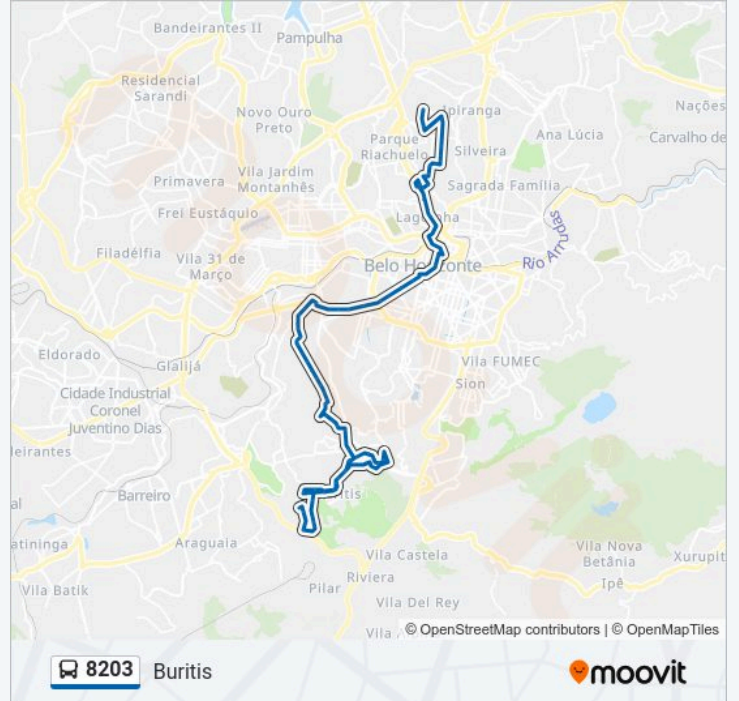 Bandeirantes II
Pampulha
Residencial
Sarandi
Novo Ouro
Preto
Ipiranga
Nações
Ana Lúcia
Carvalho de
Parque
Riachuelo
Silveira
Vila Jardim
Montanhês
Primavera
Sagrada Família
Frei Eustáquio
Rio Arrudas
Filadélfia
Vila 31 de
Março
Eldorado
Glalijá
Vila FUMEC
Sion
Cidade Industrial
Coronel
Juventino Dias
eirantes
al
Barreiro
atininga
Araguaia
Vila Castela
Vila Nova
Betânia
Xurupit
Ipê
Vila Batik
Pilar
Riviera
Vila Del Rey
Vila
© OpenStreetMap contributors | © OpenMapTiles
8203 Buritis
moovit